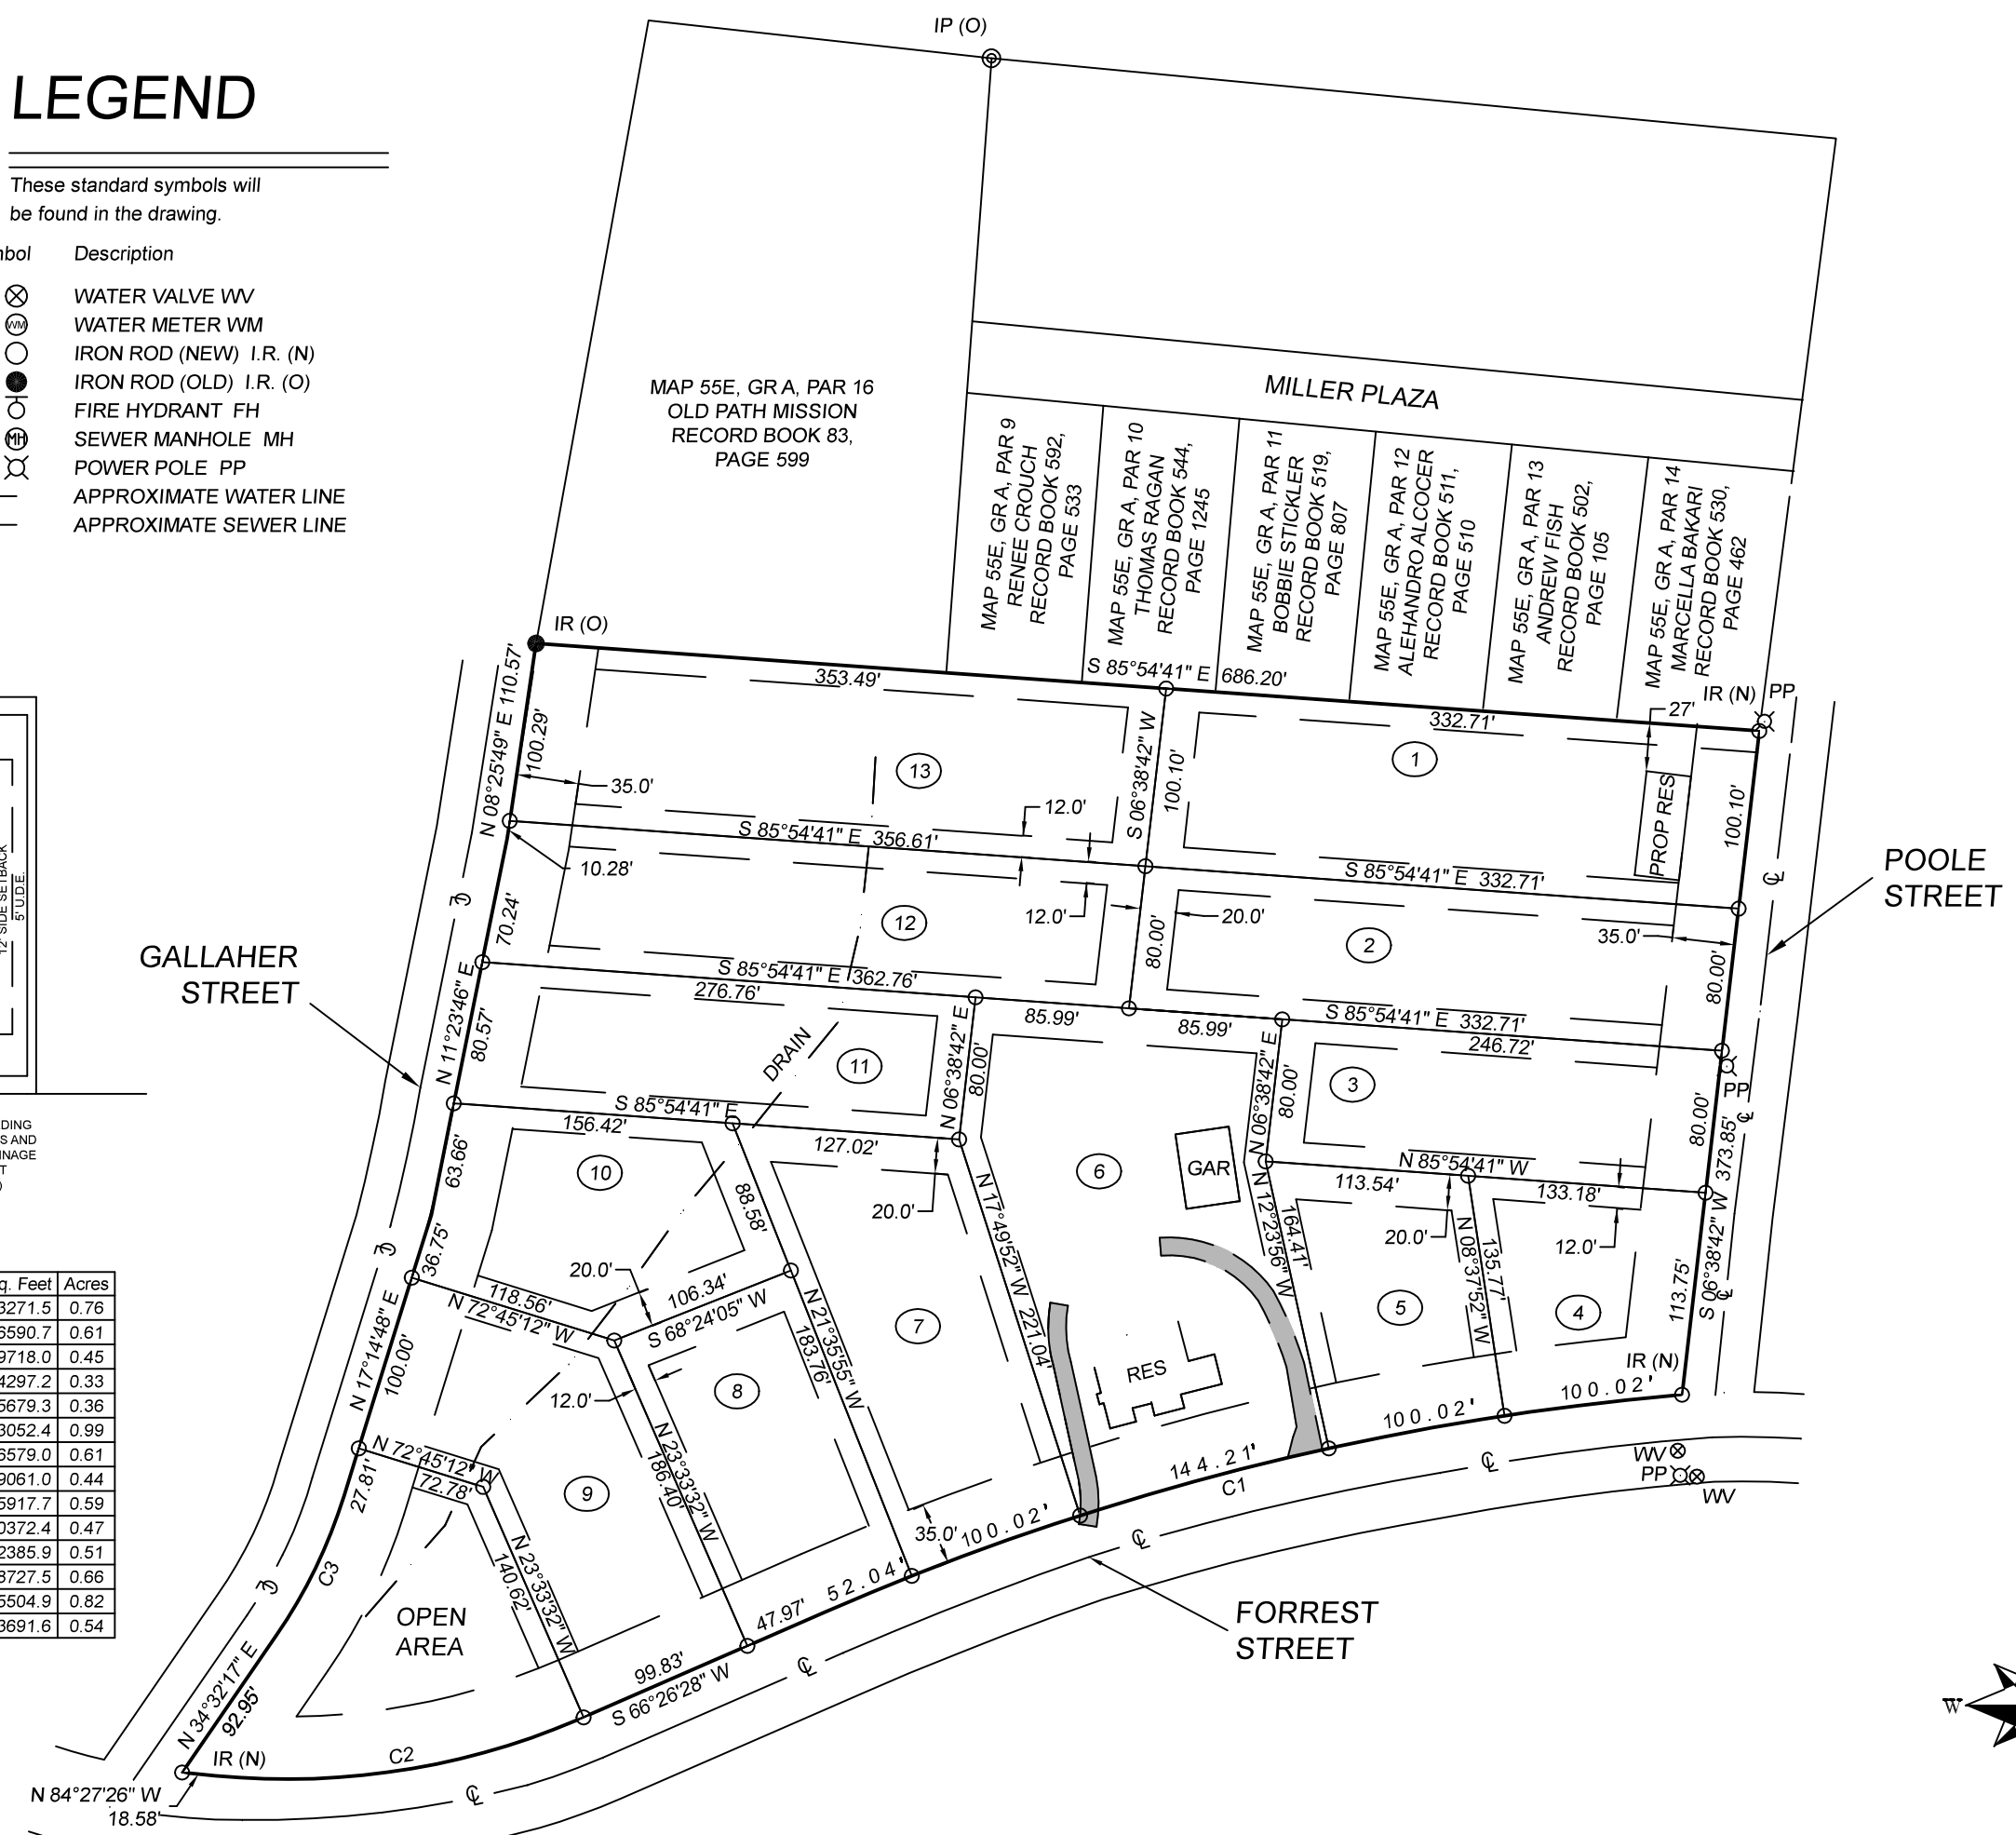 LEGEND
These standard symbols will
be found in the drawing.
Description
WATER VALVE WV
WM
WATER METER WM
IRON ROD (NEW) I.R. (N)
IRON ROD (OLD) I.R. (O)
FIRE HYDRANT FH
MH
SEWER MANHOLE MH
POWER POLE PP
APPROXIMATE WATER LINE
APPROXIMATE SEWER LINE
IP (O)
MAP 55E, GR A, PAR 16
OLD PATH MISSION
RECORD BOOK 83,
PAGE 599
MILLER PLAZA
MAP 55E, GR A, PAR 9
RENEE CROUCH
RECORD BOOK 592,
PAGE 533
MAP 55E, GR A, PAR 10
THOMAS RAGAN
RECORD BOOK 544,
PAGE 1245
MAP 55E, GR A, PAR 11
BOBBIE STICKLER
RECORD BOOK 519,
PAGE 807
MAP 55E, GR A, PAR 12
ALEHANDRO ALCOCER
RECORD BOOK 511,
PAGE 510
MAP 55E, GR A, PAR 13
ANDREW FISH
RECORD BOOK 502,
PAGE 105
MAP 55E, GR A, PAR 14
MARCELLA BAKARI
RECORD BOOK 530,
PAGE 462
IR (O)
S 85°54'41" E 686.20'
353.49'
332.71'
IR (N)
PP
27'
N 08°25'49" E 110.57'
100.29'
35.0'
13
S 06°38'42" W
100.10'
1
PROP RES
100.10'
12.0'
S 85°54'41" E 356.61'
S 85°54'41" E 332.71'
10.28'
POOLE
STREET
12' SIDE SETBACK
5' U.D.E.
70.24'
12
12.0'
20.0'
80.00'
2
35.0'
80.00'
GALLAHER
STREET
S 85°54'41" E 362.76'
276.76'
85.99'
85.99'
S 85°54'41" E 332.71'
246.72'
N 11°23'46" E
80.57'
DRAIN
11
N 06°38'42" E
80.00'
N 06°38'42" E
80.00'
3
PP
80.00'
373.85'
S 85°54'41" E
156.42'
127.02'
N 85°54'41" W
113.54'
133.18'
63.66'
10
88.58'
20.0'
6
GAR
20.0'
12.0'
113.75'
S 06°38'42" W
36.75'
20.0'
118.56'
N 72°45'12" W
106.34'
S 68°24'05" W
N 17°49'52" W 221.04'
N 12°23'56" W
164.41'
N 08°37'52" W
135.77'
5
4
7
N 21°35'55" W
183.76'
RES
IR (N)
N 17°14'48" E
100.00'
12.0'
8
N 23°33'32" W
186.40'
144.21'
C1
100.02'
100.02'
N 72°45'12" W
72.78'
27.81'
9
N 23°33'32" W
140.62'
35.0'
100.02'
WV
PP
WV
C3
OPEN
AREA
47.97'
52.04'
99.83'
S 66°26'28" W
FORREST
STREET
N 34°32'17" E
92.95'
IR (N)
C2
N 84°27'26" W
18.58'
W
Acres
0.76
0.61
0.45
0.33
0.36
0.99
0.61
0.44
0.59
0.47
0.51
0.66
0.82
0.54